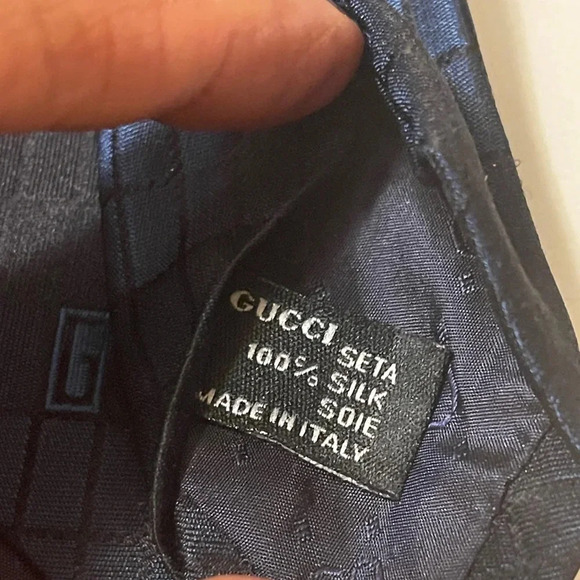 GUCCI
SETA
100% SILK
SOIE
MADE IN ITALY
G